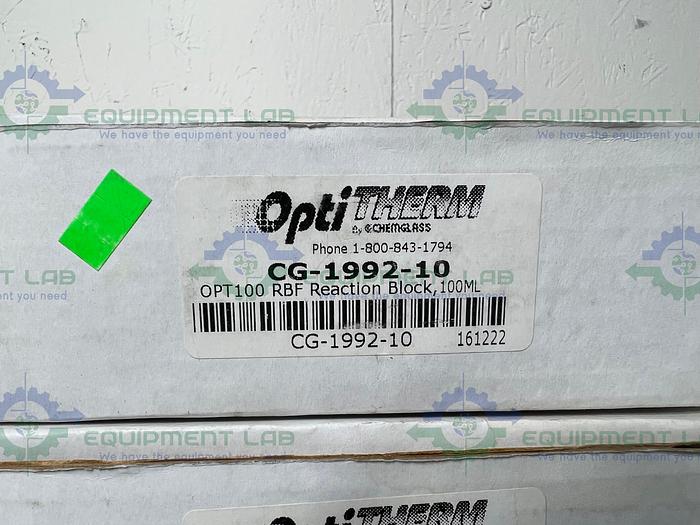 EQUIPMENT LAB EQUIPMENT LAB
We have the equipment you need We have the equipment you need
OptiTHERM
By CHEMGLASS
Phone 1-800-843-1794
CG-1992-10
OPT100 RBF Reaction Block,100ML
CG-1992-10 161222
EQUIPMENT LAB EQUIPMENT LAB
We have the equipment you need We have the equipment you need
OptiTHERM